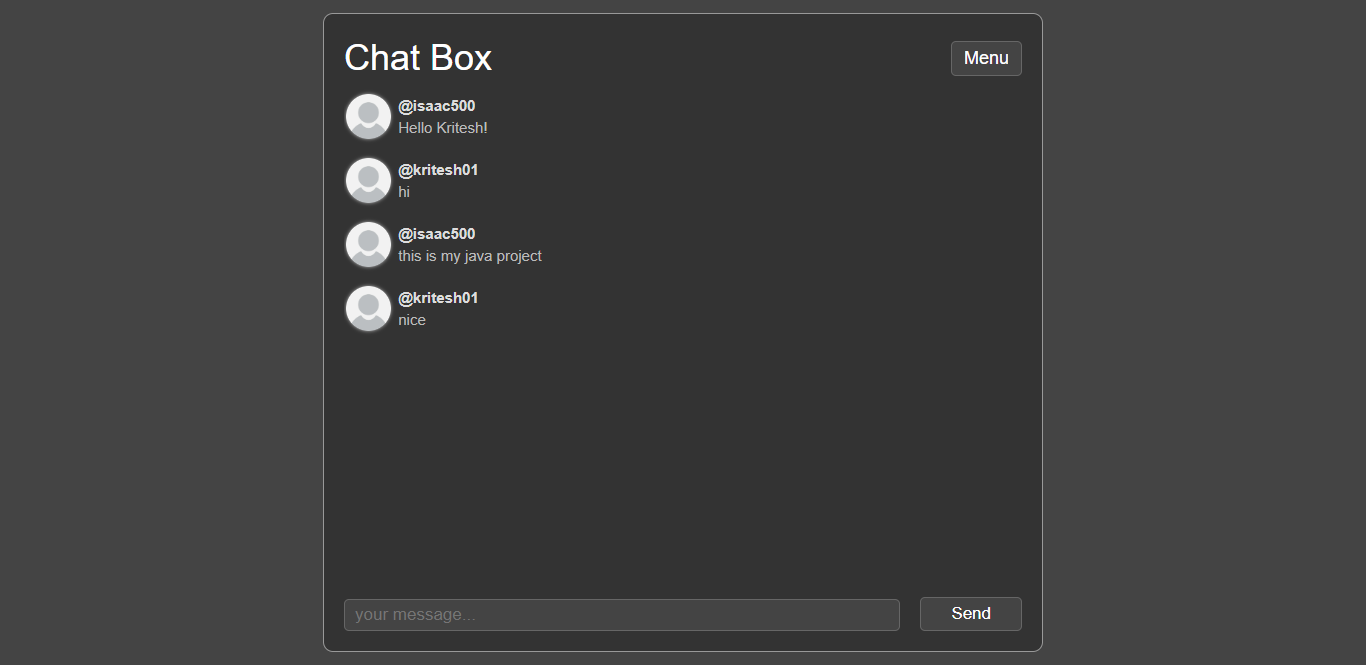 Chat Box
Menu
@isaac500
Hello Kritesh!
@kritesh01
hi
@isaac500
this is my java project
@kritesh01
nice
your message...
Send